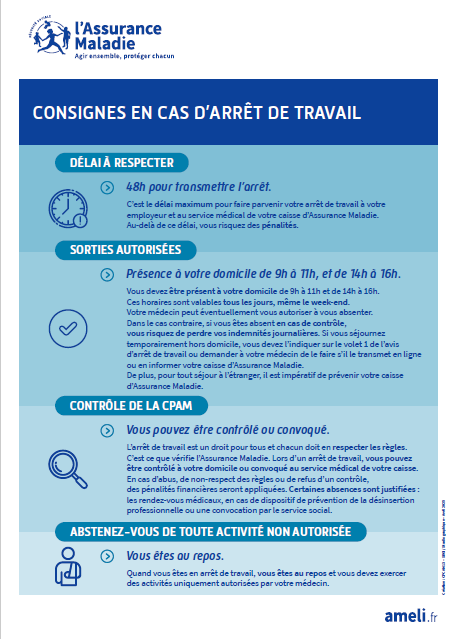 l'Assurance
Maladie
Agir ensemble, protéger chacun
CONSIGNES EN CAS D'ARRÊT DE TRAVAIL
DÉLAI À RESPECTER
48h pour transmettre l'arrêt.
C'est le délai maximum pour faire parvenir votre arrêt de travail à votre
employeur et au service médical de votre caisse d'Assurance Maladie.
Au-delà de ce délai, vous risquez des pénalités.
SORTIES AUTORISÉES
Présence à votre domicile de 9h à 11h, et de 14h à 16h.
Vous devez être présent à votre domicile de 9h à 11h et de 14h à 16h.
Ces horaires sont valables tous les jours, même le week-end.
Votre médecin peut éventuellement vous autoriser à vous absenter.
Dans le cas contraire, si vous êtes absent en cas de contrôle,
vous risquez de perdre vos indemnités journalières. Si vous séjournez
temporairement hors domicile, vous devez l'indiquer sur le volet 1 de l'avis
d'arrêt de travail ou demander à votre médecin de le faire s'il le transmet en ligne
ou en informer votre caisse d'Assurance Maladie.
De plus, pour tout séjour à l'étranger, il est impératif de prévenir votre caisse
d'Assurance Maladie.
CONTRÔLE DE LA CPAM
Vous pouvez être contrôlé ou convoqué.
L'arrêt de travail est un droit pour tous et chacun doit en respecter les règles.
C'est ce que vérifie l'Assurance Maladie. Lors d'un arrêt de travail, vous pouvez
être contrôlé à votre domicile ou convoqué au service médical de votre caisse.
En cas d'abus, de non-respect des règles ou de refus d'un contrôle,
des pénalités financières seront appliquées. Certaines absences sont justifiées :
les rendez-vous médicaux, en cas de dispositif de prévention de la désinsertion
professionnelle ou une convocation par le service social.
ABSTENEZ-VOUS DE TOUTE ACTIVITÉ NON AUTORISÉE
Vous êtes au repos.
Quand vous êtes en arrêt de travail, vous êtes au repos et vous devez exercer
des activités uniquement autorisées par votre médecin.
ameli.fr